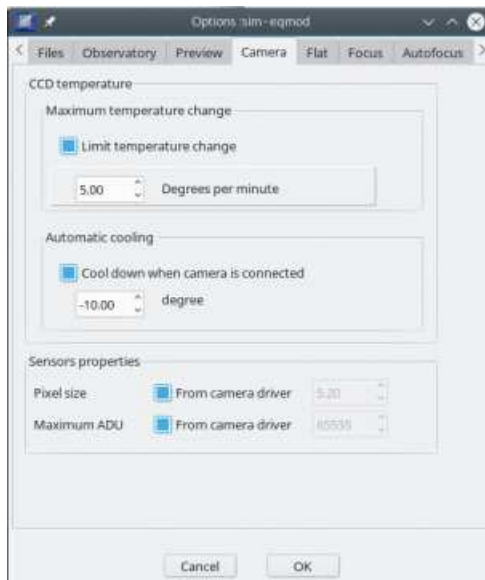 Options :sim-eqmod
Files Observatory Preview Camera Flat Focus Autofocus
CCD temperature
Maximum temperature change
Limit temperature change
5.00 Degrees per minute
Automatic cooling
Cool down when camera is connected
-10.00 degree
Sensors properties
Pixel size From camera driver 5.20
Maximum ADU From camera driver 65535
Cancel OK